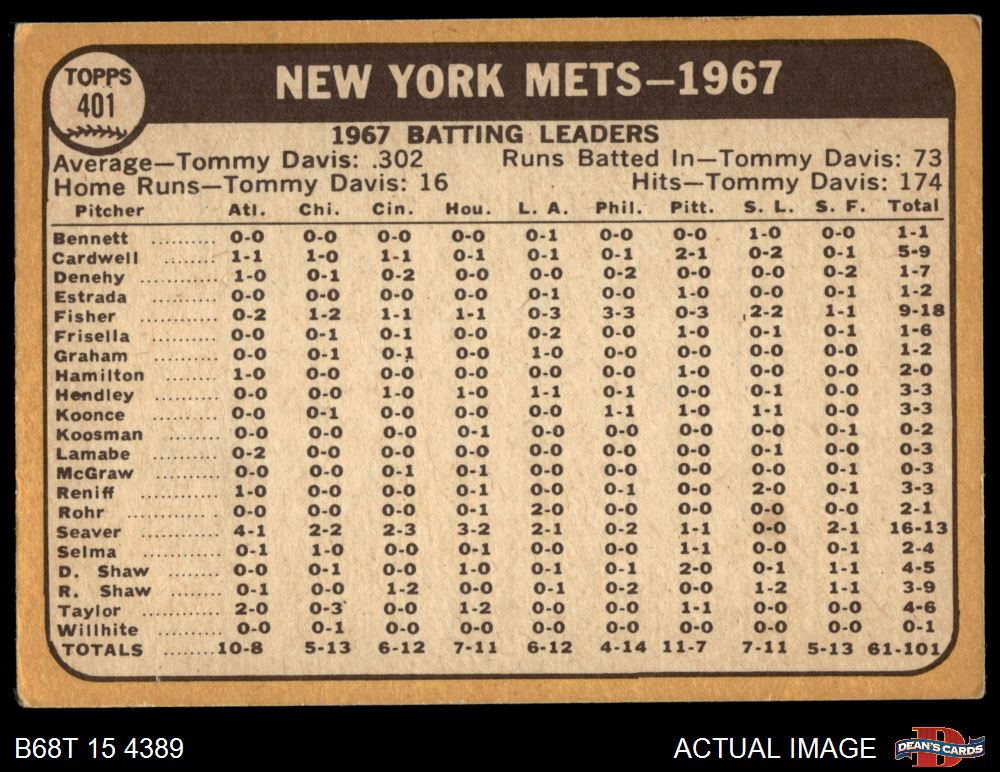 TOPPS
401
NEW YORK METS—1967
1967 BATTING LEADERS
Average—Tommy Davis: .302 Runs Batted In—Tommy Davis: 73
Home Runs—Tommy Davis: 16 Hits—Tommy Davis: 174
Pitcher Atl. Chi. Cin. Hou. L. A. Phil. Pitt. S. L. S. F. Total
Bennett .......... 0-0 0-0 0-0 0-0 0-1 0-0 0-0 1-0 0-0 1-1
Cardwell .......... 1-1 1-0 1-1 0-1 0-1 0-1 2-1 0-2 0-1 5-9
Denehy ............ 1-0 0-1 0-2 0-0 0-0 0-2 0-0 0-0 0-2 1-7
Estrada .......... 0-0 0-0 0-0 0-0 0-1 0-0 1-0 0-0 0-1 1-2
Fisher ............ 0-2 1-2 1-1 1-1 0-3 3-3 0-3 2-2 1-1 9-18
Frisella .......... 0-0 0-1 0-1 0-0 0-2 0-0 1-0 0-1 0-1 1-6
Graham .......... 0-0 0-1 0-1 0-0 1-0 0-0 0-0 0-0 0-0 1-2
Hamilton ........ 1-0 0-0 0-0 0-0 0-0 0-0 1-0 0-0 0-0 2-0
Hendley .......... 0-0 0-0 1-0 1-0 1-1 0-1 0-0 0-1 0-0 3-3
Koonce ............ 0-0 0-1 0-0 0-0 0-0 1-1 1-0 1-1 0-0 3-3
Koosman ........ 0-0 0-0 0-0 0-1 0-0 0-0 0-0 0-0 0-1 0-2
Lamabe .......... 0-2 0-0 0-0 0-0 0-0 0-0 0-0 0-1 0-0 0-3
McGraw .......... 0-0 0-0 0-1 0-1 0-0 0-0 0-0 0-0 0-1 0-3
Reniff ............ 1-0 0-0 0-0 0-1 0-0 0-1 0-0 2-0 0-1 3-3
Rohr .............. 0-0 0-0 0-0 0-1 2-0 0-0 0-0 0-0 0-0 2-1
Seaver ............ 4-1 2-2 2-3 3-2 2-1 0-2 1-1 0-0 2-1 16-13
Selma ............ 0-1 1-0 0-0 0-1 0-0 0-0 1-1 0-0 0-1 2-4
D. Shaw ........ 0-0 0-1 0-0 1-0 0-1 0-0 2-0 0-1 1-1 4-5
R. Shaw ........ 0-1 0-0 1-2 0-0 0-1 0-2 0-0 1-2 1-1 3-9
Taylor ............ 2-0 0-3 0-0 1-2 0-0 0-0 1-1 0-0 0-0 4-6
Willhite .......... 0-0 0-1 0-0 0-0 0-0 0-0 0-0 0-0 0-0 0-1
TOTALS ........10-8 5-13 6-12 7-11 6-12 4-14 11-7 7-11 5-13 61-101
B68T 15 4389 ACTUAL IMAGE DEAN'S CARDS